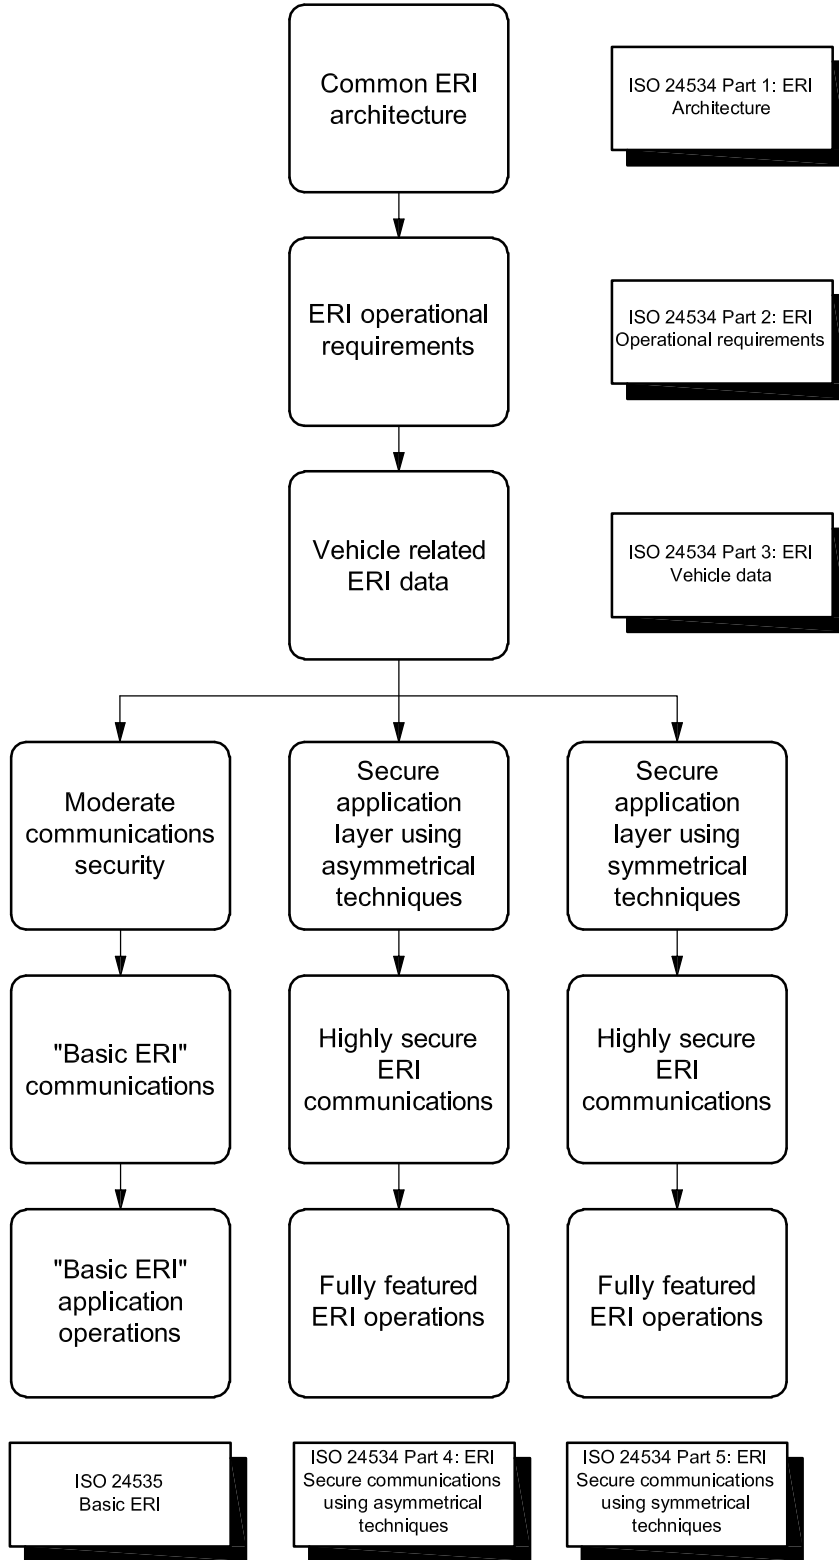 Common ERI
architecture
ISO 24534 Part 1: ERI
Architecture
ERI operational
requirements
ISO 24534 Part 2: ERI
Operational requirements
Vehicle related
ERI data
ISO 24534 Part 3: ERI
Vehicle data
Moderate
communications
security
Secure
application
layer using
asymmetrical
techniques
Secure
application
layer using
symmetrical
techniques
"Basic ERI"
communications
Highly secure
ERI
communications
Highly secure
ERI
communications
"Basic ERI"
application
operations
Fully featured
ERI operations
Fully featured
ERI operations
ISO 24535
Basic ERI
ISO 24534 Part 4: ERI
Secure communications
using asymmetrical
techniques
ISO 24534 Part 5: ERI
Secure communications
using symmetrical
techniques